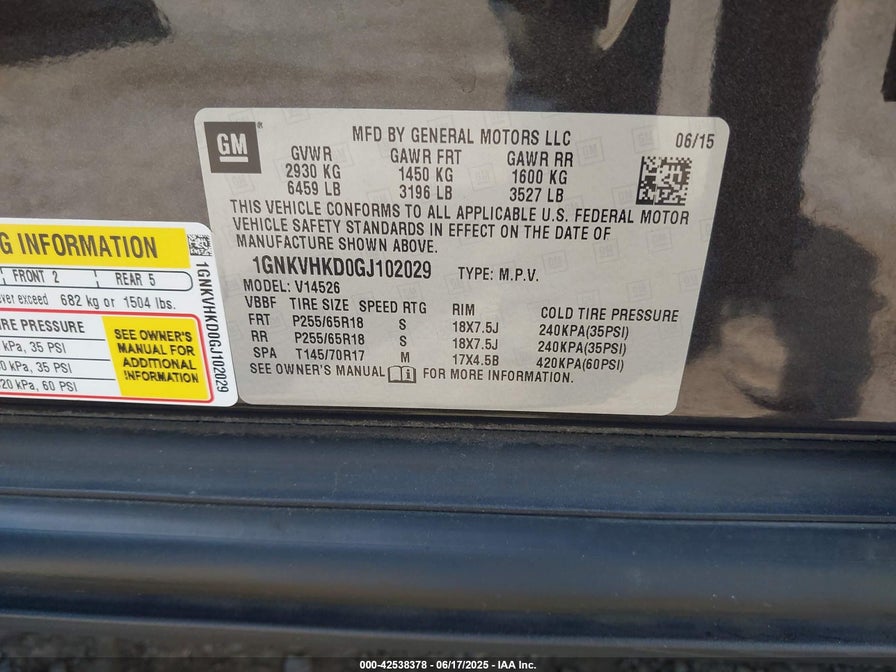 GM
®
MFD BY GENERAL MOTORS LLC
06/15
GVWR GAWR FRT GAWR RR
2930 KG 1450 KG 1600 KG
6459 LB 3196 LB 3527 LB
THIS VEHICLE CONFORMS TO ALL APPLICABLE U.S. FEDERAL MOTOR
VEHICLE SAFETY STANDARDS IN EFFECT ON THE DATE OF
MANUFACTURE SHOWN ABOVE.
1GNKVHKD0GJ102029 TYPE: M.P.V.
MODEL: V14526
VBBF TIRE SIZE SPEED RTG RIM COLD TIRE PRESSURE
FRT P255/65R18 S 18X7.5J 240KPA(35PSI)
RR P255/65R18 S 18X7.5J 240KPA(35PSI)
SPA T145/70R17 M 17X4.5B 420KPA(60PSI)
SEE OWNER'S MANUAL i FOR MORE INFORMATION.
G INFORMATION
FRONT 2 REAR 5
ver exceed 682 kg or 1504 lbs.
RE PRESSURE
kPa, 35 PSI
0 kPa, 35 PSI
20 kPa, 60 PSI
SEE OWNER'S
MANUAL FOR
ADDITIONAL
INFORMATION
1GNKVHKD0GJ102029
000-42538378 - 06/17/2025 - IAA Inc.